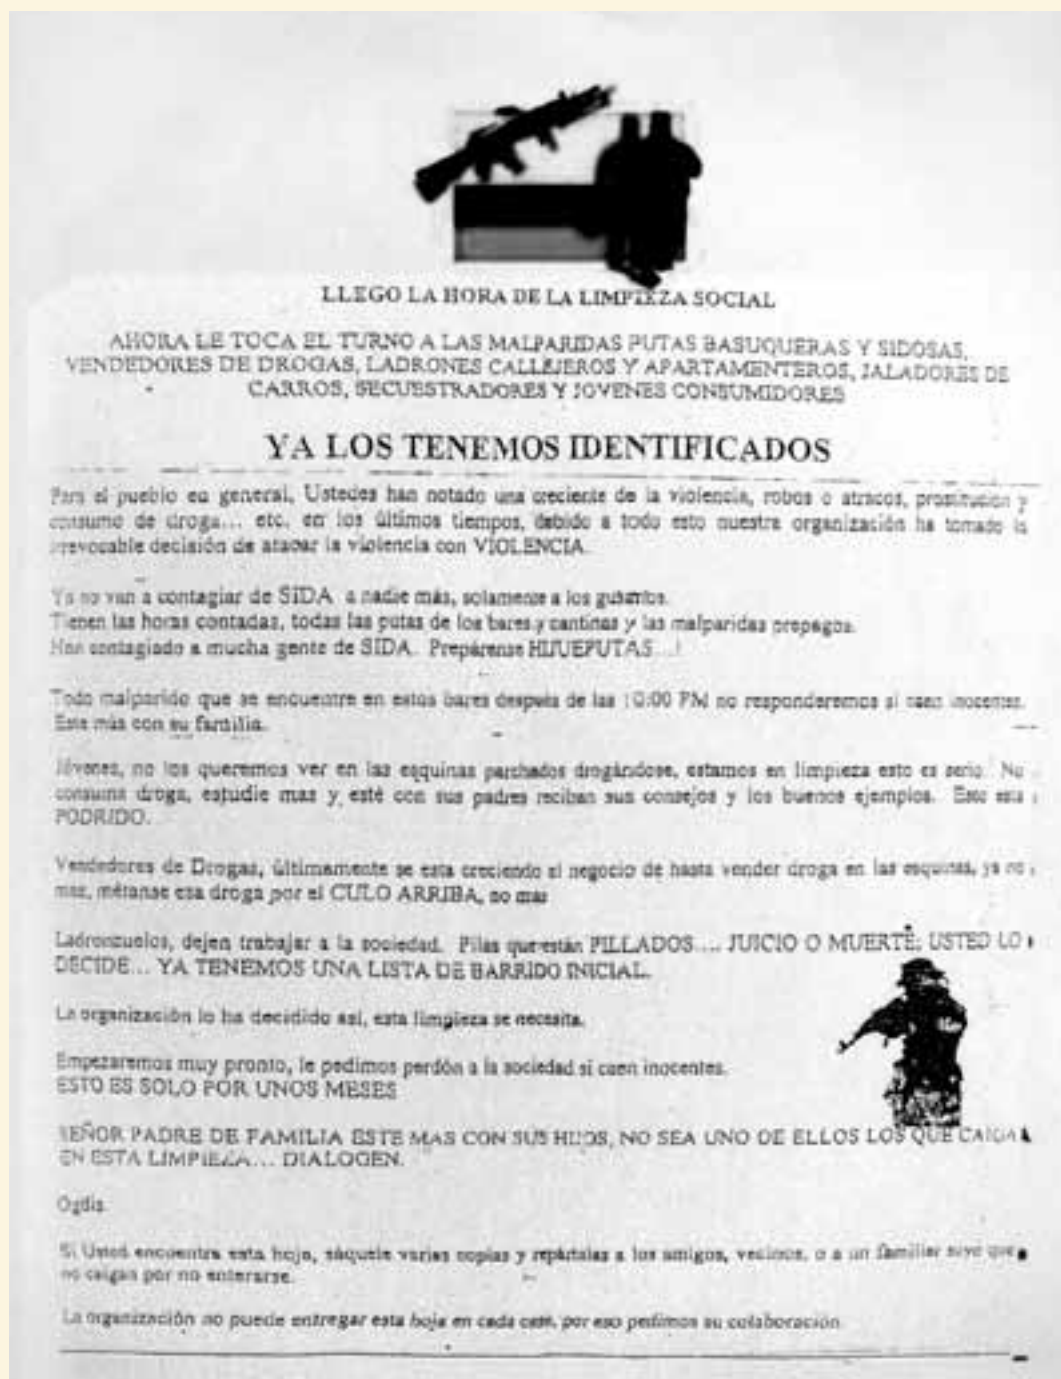 LLEGO LA HORA DE LA LIMPIEZA SOCIAL
AHORA LE TOCA EL TURNO A LAS MALPARIDAS PUTAS BASUQUERAS Y SIDOSAS,
VENDEDORES DE DROGAS, LADRONES CALLEJEROS Y APARTAMENTEROS, JALADORES DE
CARROS, SECUESTRADORES Y JOVENES CONSUMIDORES
YA LOS TENEMOS IDENTIFICADOS
Para el pueblo en general, Ustedes han notado una creciente de la violencia, robos o atracos, prostitución y
consumo de droga... etc, en los últimos tiempos, debido a todo esto nuestra organización ha tomado la
irrevocable decisión de atacar la violencia con VIOLENCIA.
Ya no van a contagiar de SIDA a nadie más, solamente a los gusanos.
Tienen las horas contadas, todas las putas de los bares y cantinas y las malparidas prepagos.
Han contagiado a mucha gente de SIDA. Prepárense HIJUEPUTAS...!
Todo malparido que se encuentre en estos bares después de las 10:00 PM no responderemos si caen inocentes.
Este más con su familia.
Jóvenes, no los queremos ver en las esquinas parchados drogándose, estamos en limpieza esto es serio. No
consuma droga, estudie mas y esté con sus padres reciban sus consejos y los buenos ejemplos. Esto esta
PODRIDO.
Vendedores de Drogas, últimamente se esta creciendo el negocio de hasta vender droga en las esquinas, ya no
mas, métanse esa droga por el CULO ARRIBA, no mas
Ladronzuelos, dejen trabajar a la sociedad. Pilas que están PILLADOS.... JUICIO O MUERTE; USTED LO
DECIDE... YA TENEMOS UNA LISTA DE BARRIDO INICIAL.
La organización lo ha decidido así, esta limpieza se necesita.
Empezaremos muy pronto, le pedimos perdón a la sociedad si caen inocentes.
ESTO ES SOLO POR UNOS MESES
SEÑOR PADRE DE FAMILIA ESTE MAS CON SUS HIJOS, NO SEA UNO DE ELLOS LOS QUE CAIGA
EN ESTA LIMPIEZA... DIALOGEN.
Si Usted encuentra esta hoja, sáquele varias copias y repártalas a los amigos, vecinos, o a un familiar suyo que
no caigan por no enterarse.
La organización no puede entregar esta hoja en cada casa, por eso pedimos su colaboración